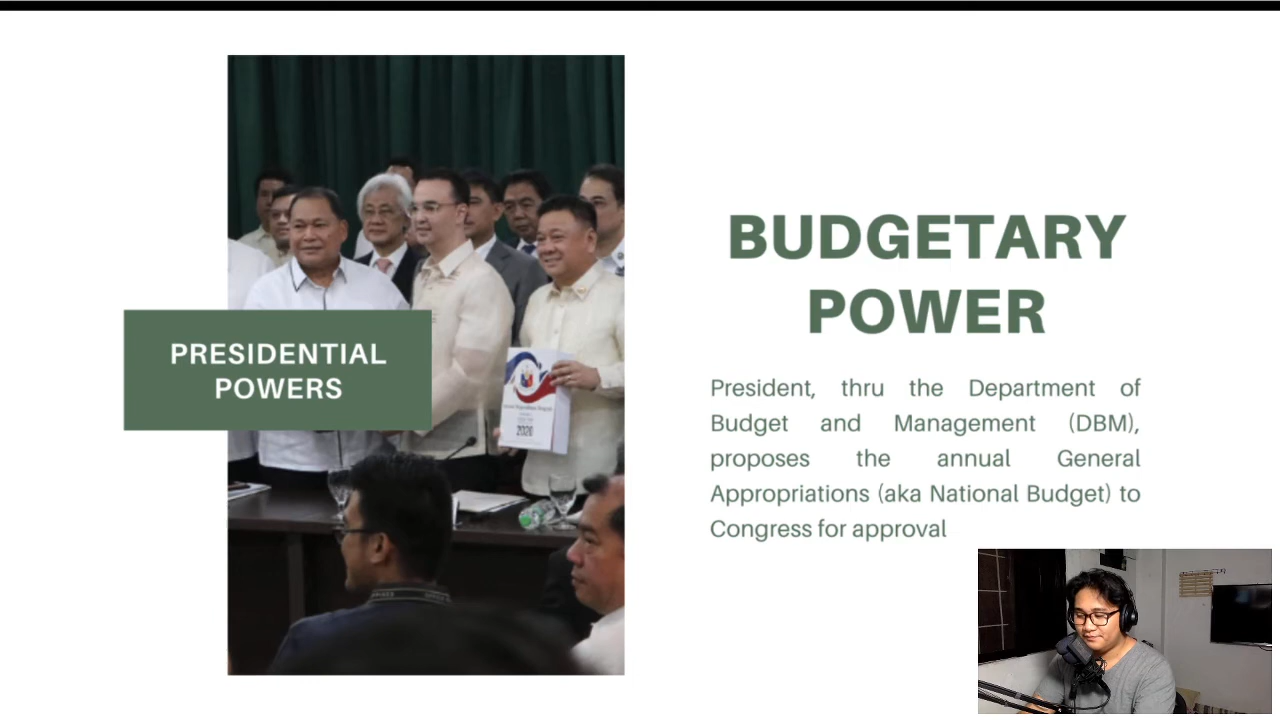 PRESIDENTIAL
POWERS
BUDGETARY
POWER
President, thru the Department of
Budget and Management (DBM),
proposes the annual General
Appropriations (aka National Budget) to
Congress for approval
2020